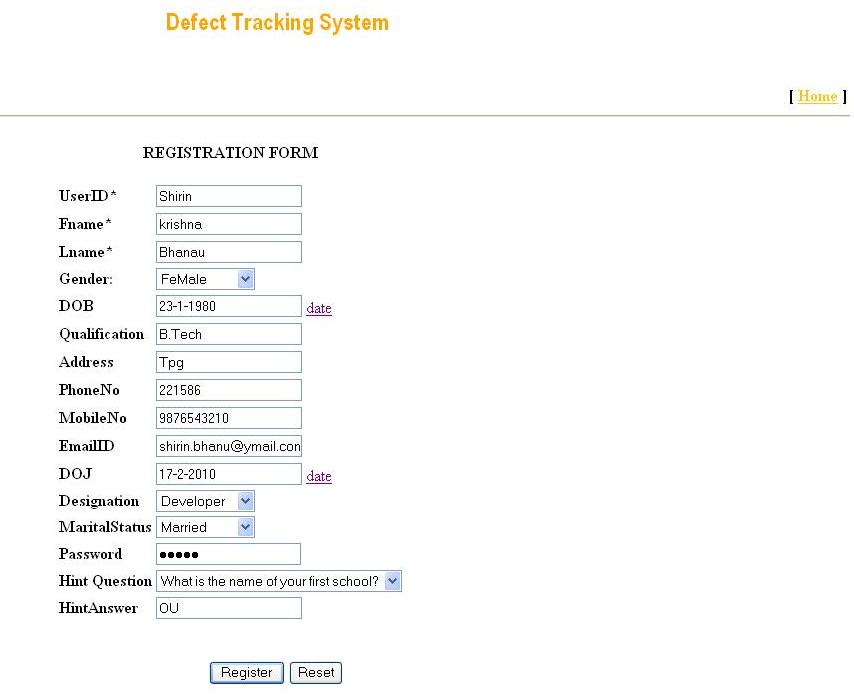 Defect Tracking System
[ Home ]
REGISTRATION FORM
UserID* Shirin
Fname* krishna
Lname* Bhanau
Gender: FeMale
DOB 23-1-1980 date
Qualification B.Tech
Address Tpg
PhoneNo 221586
MobileNo 9876543210
EmailID shirin.bhanu@ymail.con
DOJ 17-2-2010 date
Designation Developer
MaritalStatus Married
Password •••••
Hint Question What is the name of your first school?
HintAnswer OU
Register Reset